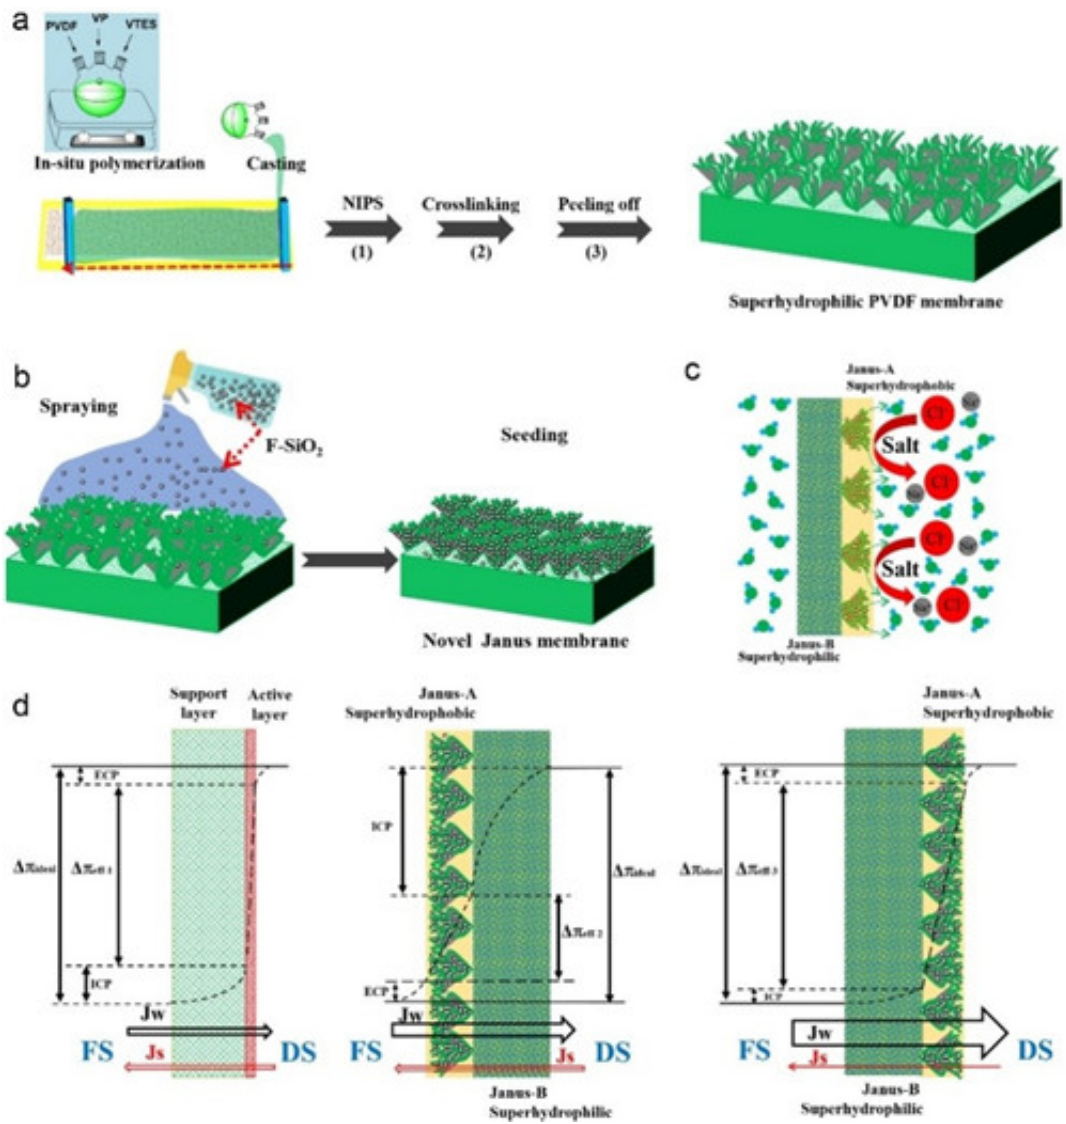 a
PVDF
VP
VTES
In-situ polymerization
Casting
NIPS
(1)
Crosslinking
(2)
Peeling off
(3)
Superhydrophilic PVDF membrane
b
Spraying
F-SiO₂
Seeding
Novel Janus membrane
c
Janus-A
Superhydrophobic
Cl⁻
Na⁺
Salt
Cl⁻
Cl⁻
Salt
Na⁺
Cl⁻
Janus-B
Superhydrophilic
d
Support
layer
Active
layer
ECP
Δπideal
Δπeff 1
ICP
Jw
FS
Js
DS
Janus-A
Superhydrophobic
ICP
Δπideal
Δπeff 2
ECP
Jw
FS
Js
DS
Janus-B
Superhydrophilic
Janus-A
Superhydrophobic
ECP
Δπideal
Δπeff 3
ICP
Jw
FS
Js
DS
Janus-B
Superhydrophilic